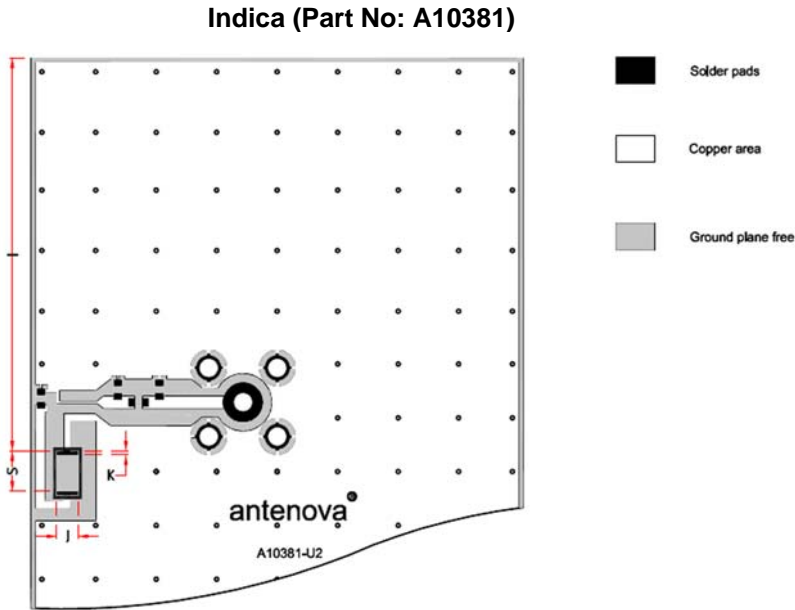 Indica (Part No: A10381)
Solder pads
Copper area
Ground plane free
I
S
K
J
antenova®
A10381-U2